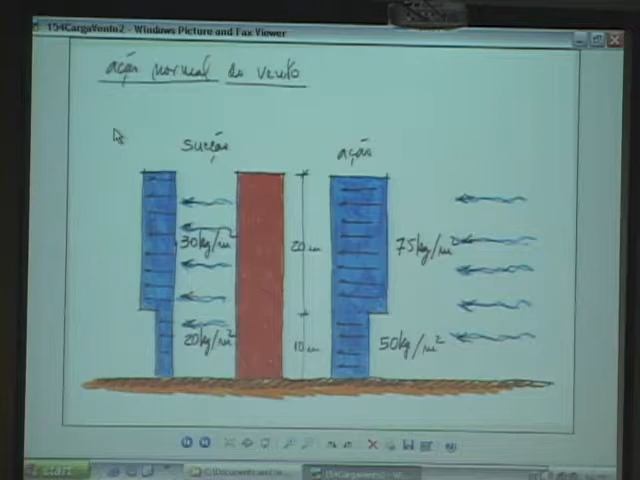 154CargaVento2 - Windows Picture and Fax Viewer
ação normal do vento
sucção
ação
30kg/m²
20 m
75kg/m²
20kg/m²
10 m
50kg/m²